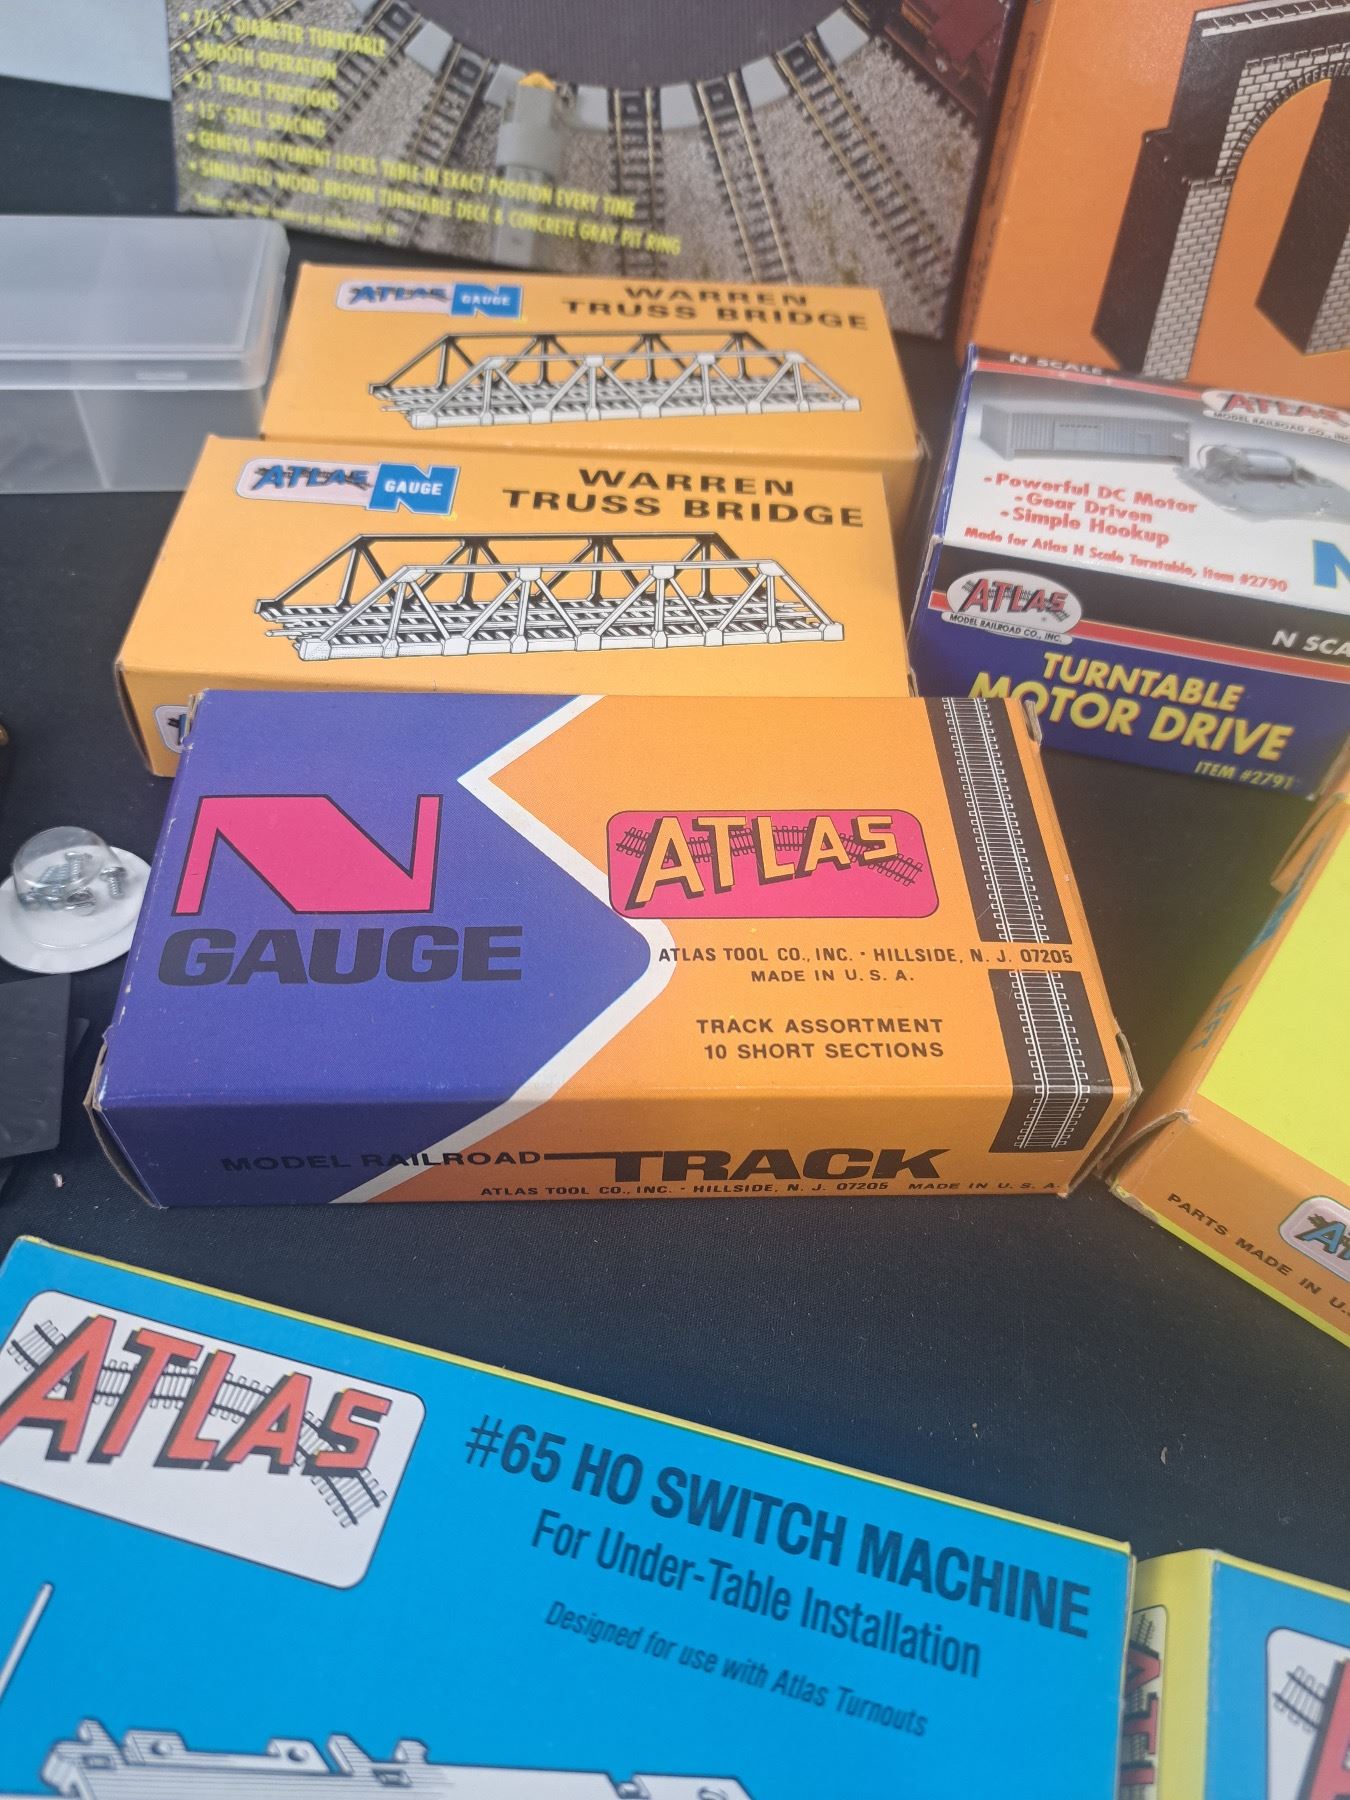 • 7½" DIAMETER TURNTABLE
• SMOOTH OPERATION
• 21 TRACK POSITIONS
• 15° STALL SPACING
• GENEVA MOVEMENT LOCKS TABLE IN EXACT POSITION EVERY TIME
• SIMULATED WOOD BROWN TURNTABLE DECK & CONCRETE GRAY PIT RING
ATLAS N GAUGE
WARREN
TRUSS BRIDGE
N SCALE
ATLAS
MODEL RAILROAD CO., INC.
• Powerful DC Motor
• Gear Driven
• Simple Hookup
Made for Atlas N Scale Turntable, Item #2790
N
ATLAS
MODEL RAILROAD CO., INC.
N SCA
TURNTABLE
MOTOR DRIVE
ITEM #2791
ATLAS N GAUGE
WARREN
TRUSS BRIDGE
N
GAUGE
ATLAS
ATLAS TOOL CO., INC. • HILLSIDE, N. J. 07205
MADE IN U. S. A.
TRACK ASSORTMENT
10 SHORT SECTIONS
MODEL RAILROAD TRACK
ATLAS TOOL CO., INC. • HILLSIDE, N. J. 07205 MADE IN U. S. A.
LEFT
PARTS MADE IN U.
AT
ATLAS
#65 HO SWITCH MACHINE
For Under-Table Installation
Designed for use with Atlas Turnouts
ATL